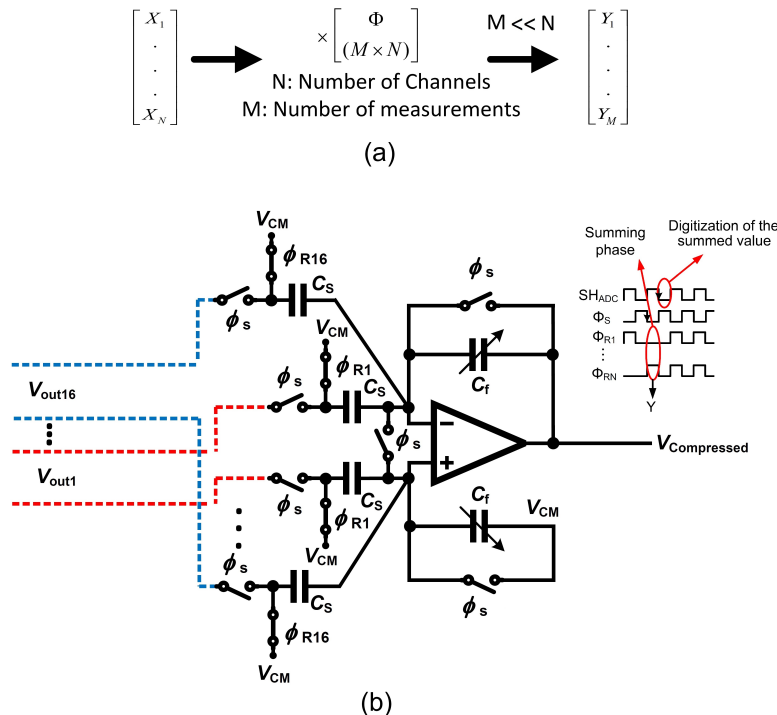 X1
.
.
.
XN
× [Φ (M × N)]
N: Number of Channels
M: Number of measurements
M << N
Y1
.
.
.
YM
(a)
VCM
ϕR16
CS
ϕs
Vout16
Vout1
VCM
ϕR1
ϕs
CS
ϕs
ϕs
CS
ϕR1
VCM
ϕs
CS
ϕR16
VCM
ϕs
Cf
−
+
VCompressed
Cf
VCM
ϕs
Summing phase
Digitization of the
summed value
SHADC
ΦS
ΦR1
ΦRN
Y
(b)